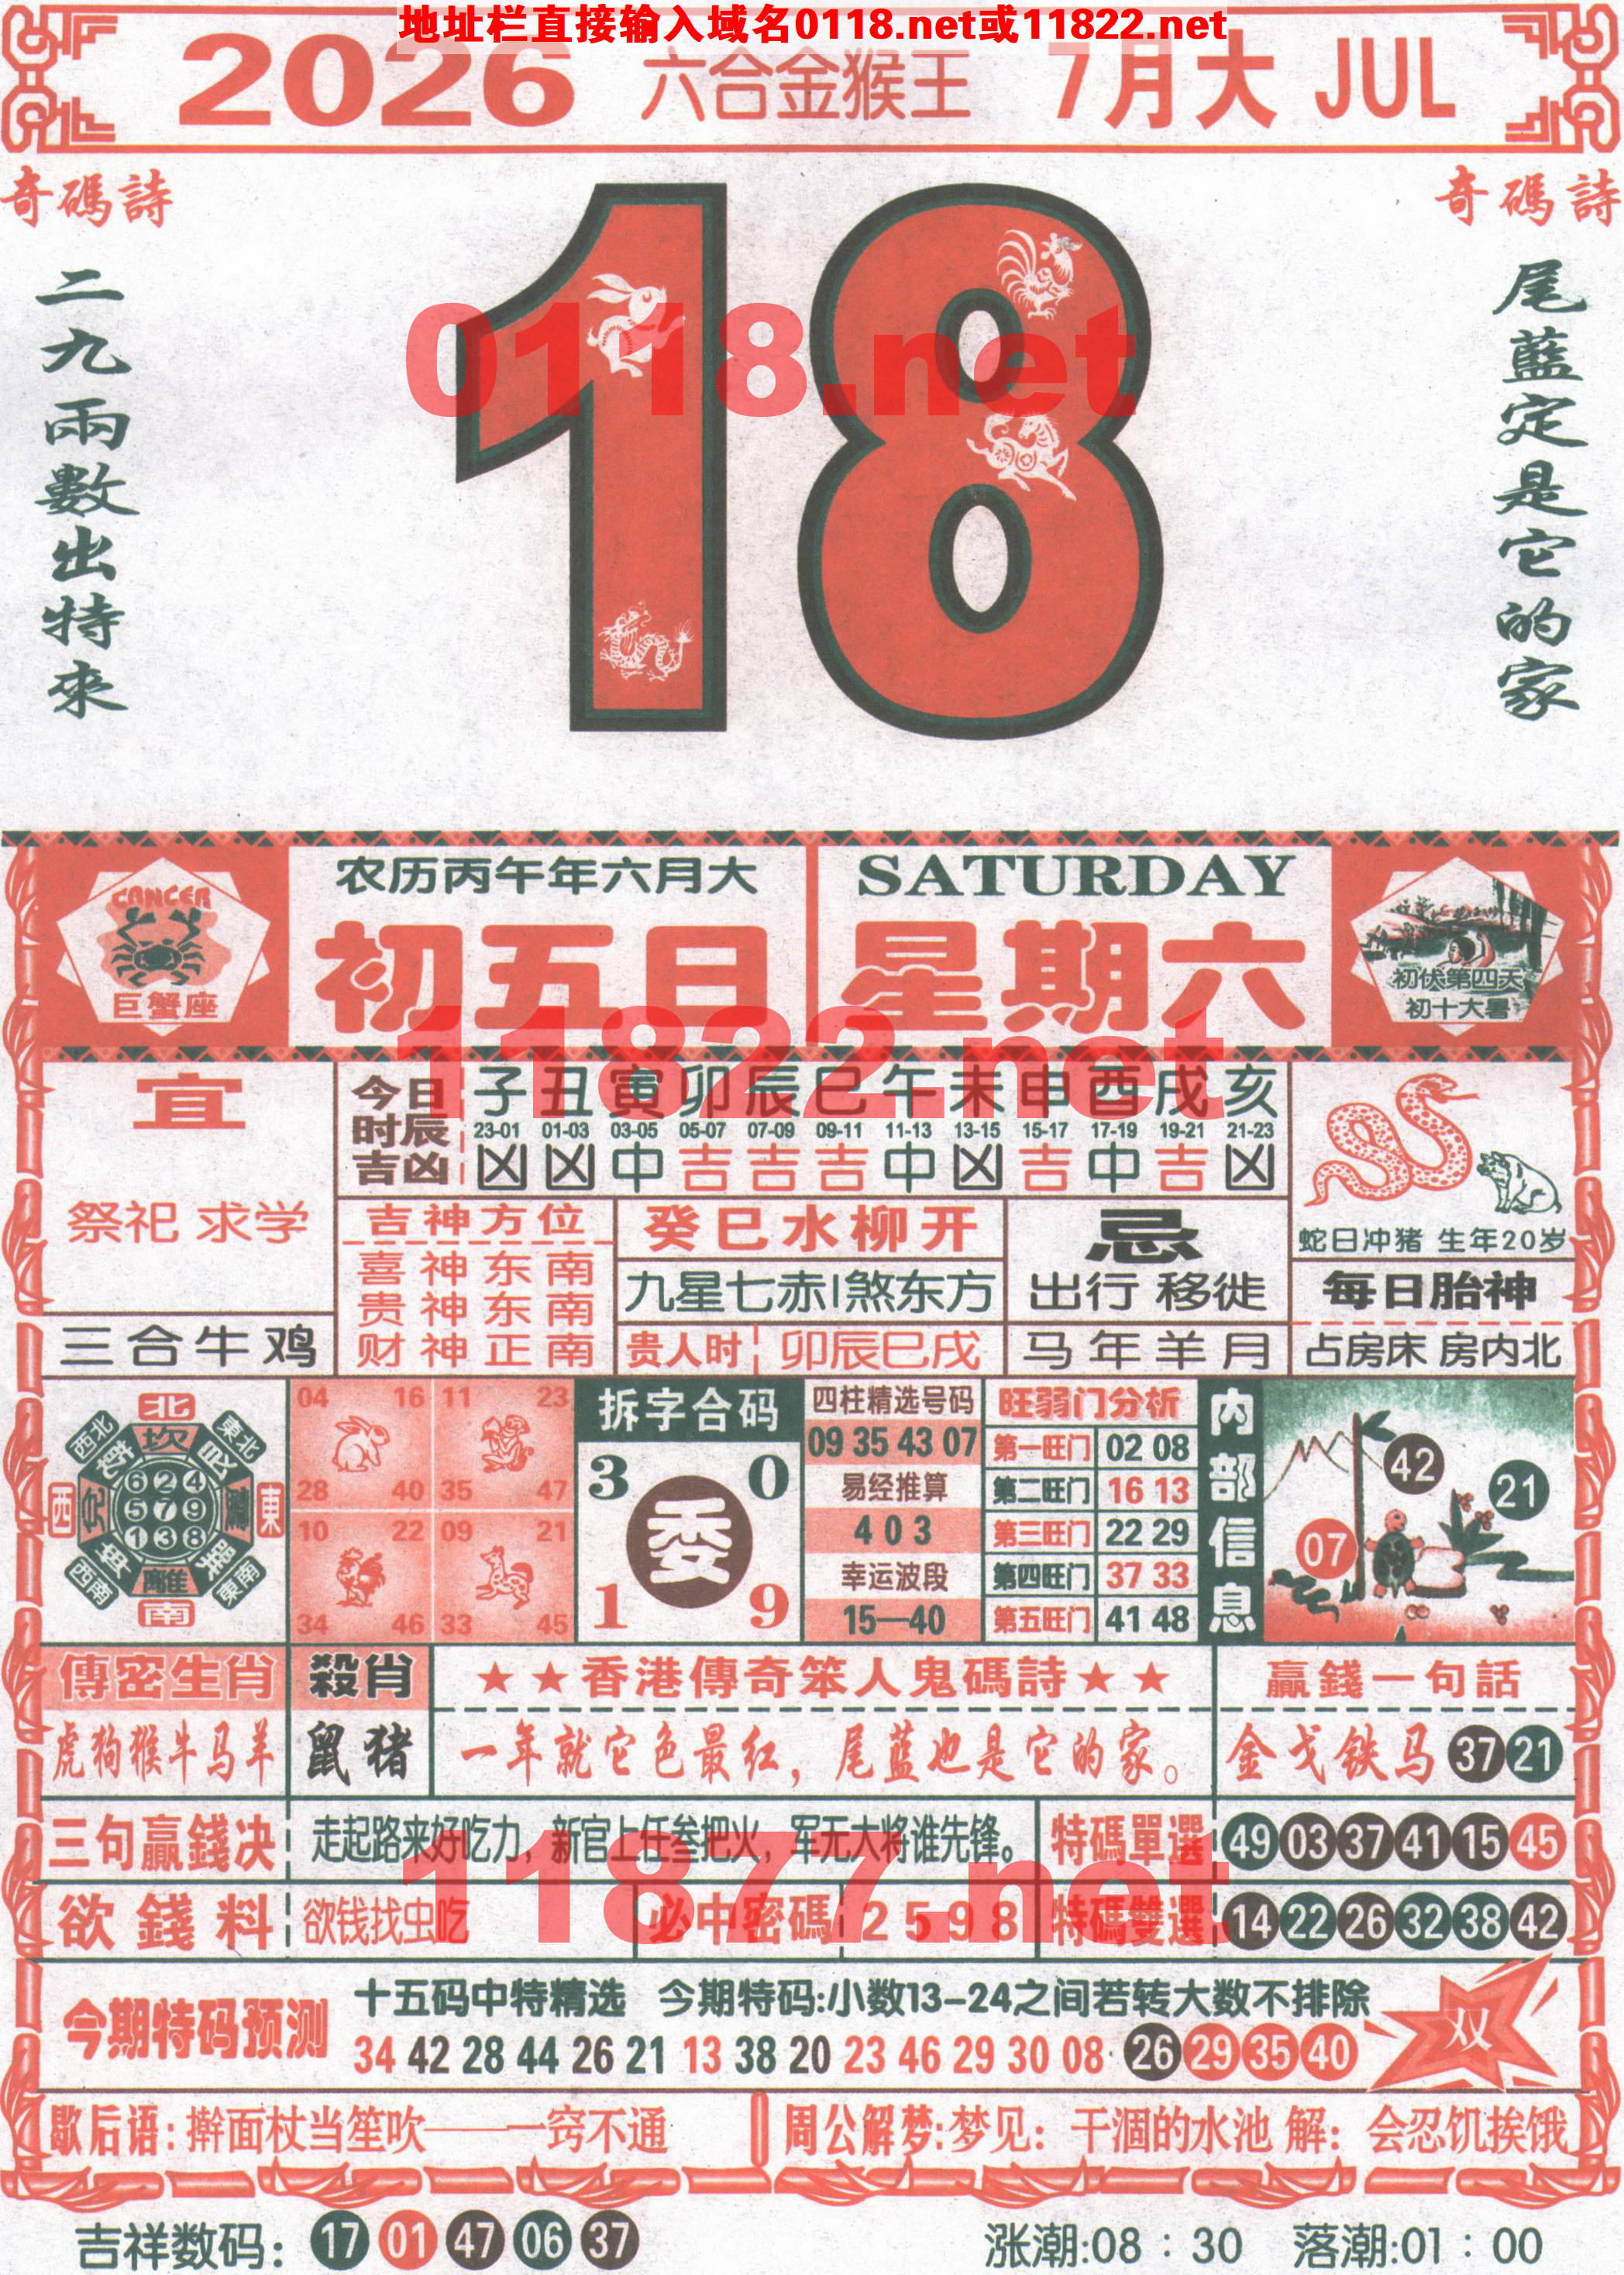 地址栏直接输入域名0118.net或11822.net
2026 六合金猴王 7月大 JUL
奇碼詩
奇碼詩
二九兩數出特來
18
尾藍定是它的家
0118.net
CANCER
巨蟹座
农历丙午年六月大
初五日
SATURDAY
星期六
初伏第四天
初十大暑
11822.net
宜
祭祀 求学
三合牛鸡
今日时辰吉凶
子 丑 寅 卯 辰 巳 午 未 申 酉 戌 亥
23-01 01-03 03-05 05-07 07-09 09-11 11-13 13-15 15-17 17-19 19-21 21-23
凶 凶 中 吉 吉 吉 中 凶 吉 中 吉 凶
吉神方位
喜神东南
贵神东南
财神正南
癸巳水柳开
九星七赤 煞东方
贵人时 卯辰巳戌
忌
出行 移徙
马年羊月
蛇日冲猪 生年20岁
每日胎神
占房床 房内北
北
西北 東北
坎
西 東
6 2 4
5 7 9
1 3 8
離
西南 東南
南
04 16 11 23
28 40 35 47
10 22 09 21
34 46 33 45
拆字合码
3 0
委
1 9
四柱精选号码
09 35 43 07
易经推算
4 0 3
幸运波段
15—40
旺弱门分析
第一旺门 02 08
第二旺门 16 13
第三旺门 22 29
第四旺门 37 33
第五旺门 41 48
内部信息
42
21
07
傳密生肖
虎狗猴牛马羊
殺肖
鼠猪
★★香港傳奇笨人鬼碼詩★★
一年就它色最红，尾蓝也是它的家。
贏錢一句話
金戈铁马 37 21
三句贏錢决
走起路来好吃力，新官上任叁把火，军无大将谁先锋。
特碼單選 49 03 37 41 15 45
11877.net
欲錢料
欲钱找虫吃
必中密碼 2 5 9 8
特碼雙選 14 22 26 32 38 42
今期特码预测
十五码中特精选 今期特码:小数13-24之间若转大数不排除
34 42 28 44 26 21 13 38 20 23 46 29 30 08 26 29 35 40
双
歇后语: 擀面杖当笙吹——一窍不通
周公解梦: 梦见：干涸的水池 解：会忍饥挨饿
吉祥数码: 17 01 47 06 37
涨潮:08：30 落潮:01：00